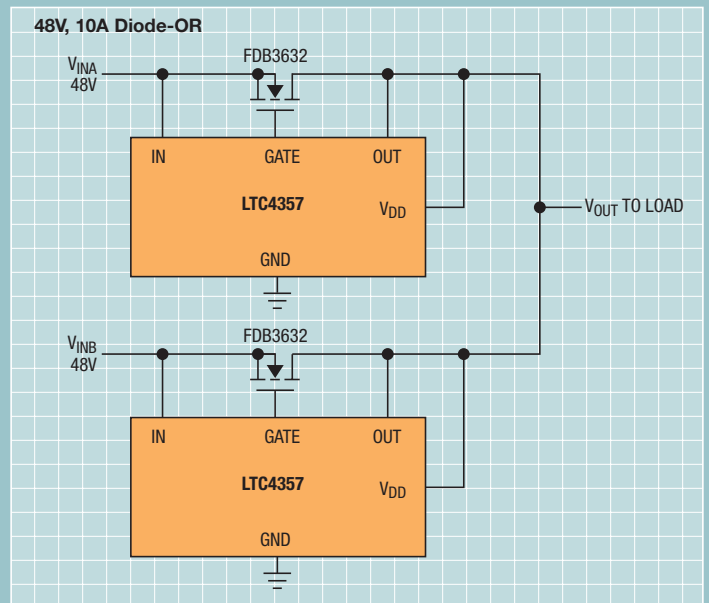 48V, 10A Diode-OR
FDB3632
VINA
48V
IN
GATE
OUT
LTC4357
VDD
GND
VOUT TO LOAD
FDB3632
VINB
48V
IN
GATE
OUT
LTC4357
VDD
GND